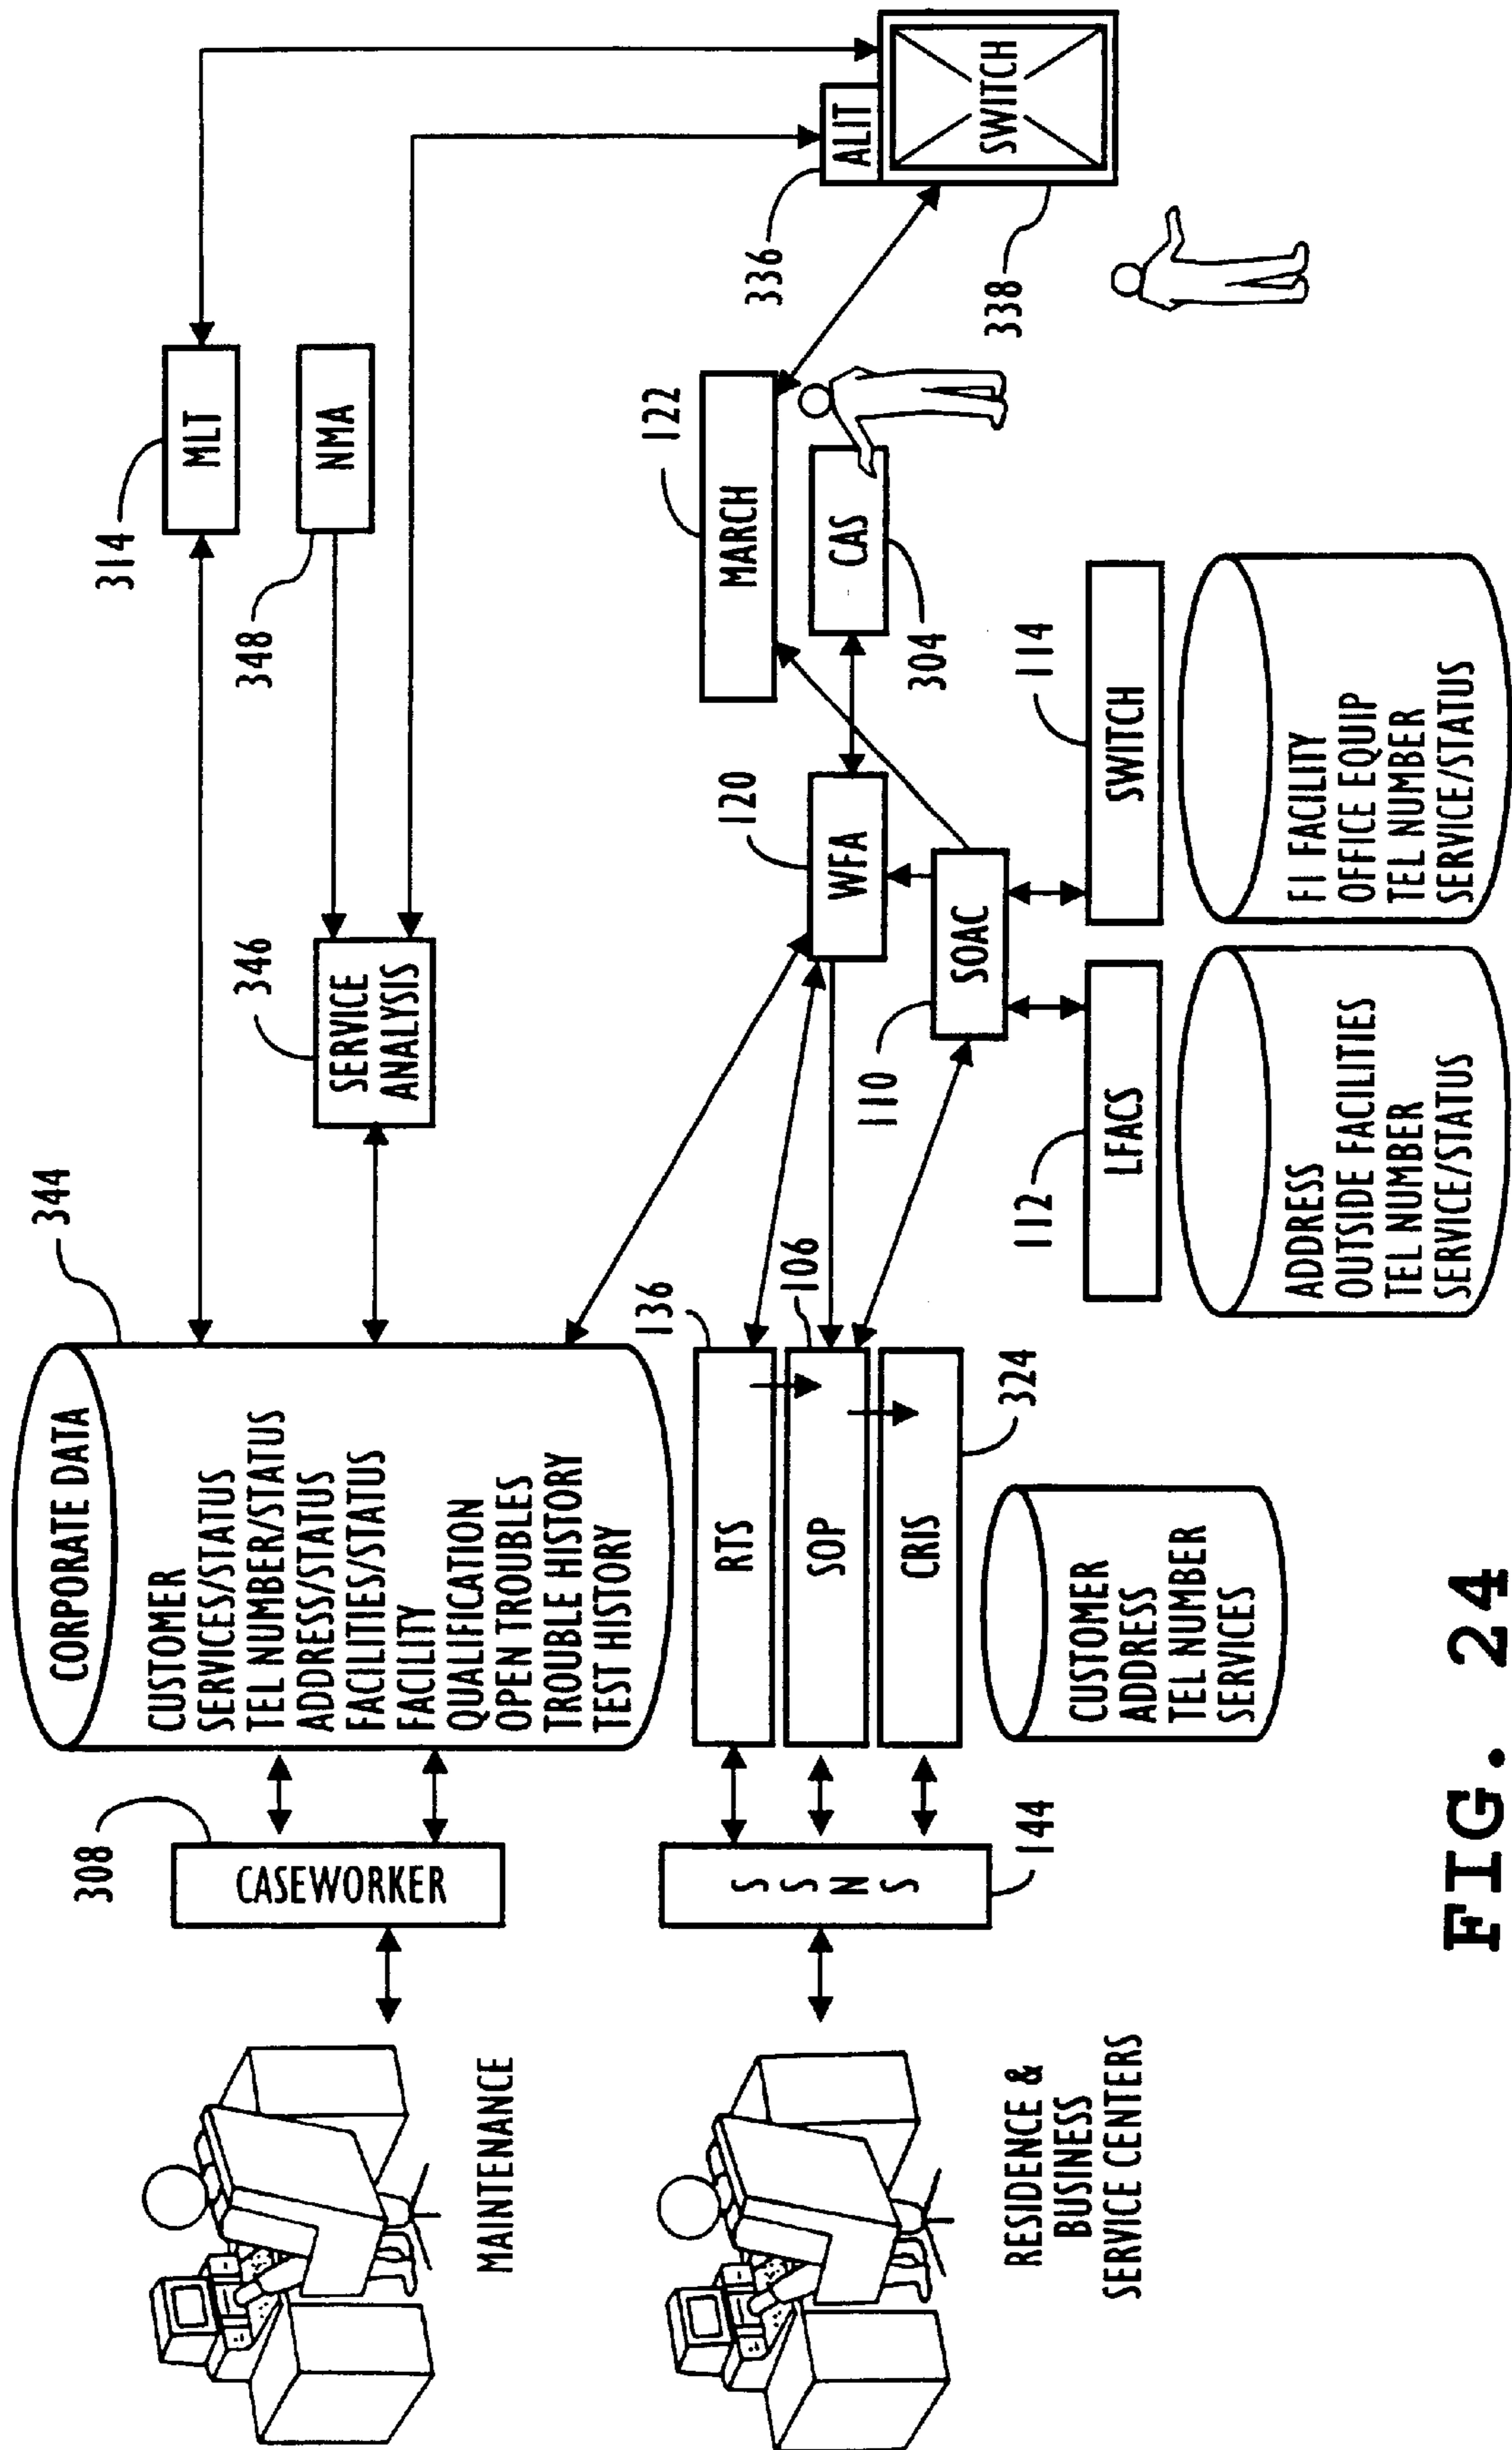 CORPORATE DATA
344
CUSTOMER
SERVICES/STATUS
TEL NUMBER/STATUS
ADDRESS/STATUS
FACILITIES/STATUS
FACILITY
QUALIFICATION
OPEN TROUBLES
TROUBLE HISTORY
TEST HISTORY
308
CASEWORKER
MAINTENANCE
346
SERVICE
ANALYSIS
314
MLT
348
NMA
136
RTS
106
SOP
CRIS
324
SSNS
144
RESIDENCE &
BUSINESS
SERVICE CENTERS
CUSTOMER
ADDRESS
TEL NUMBER
SERVICES
120
WFA
110
SOAC
122
MARCH
CAS
304
336
ALIT
SWITCH
338
112
LFACS
ADDRESS
OUTSIDE FACILITIES
TEL NUMBER
SERVICE/STATUS
114
SWITCH
FI FACILITY
OFFICE EQUIP
TEL NUMBER
SERVICE/STATUS
FIG. 24